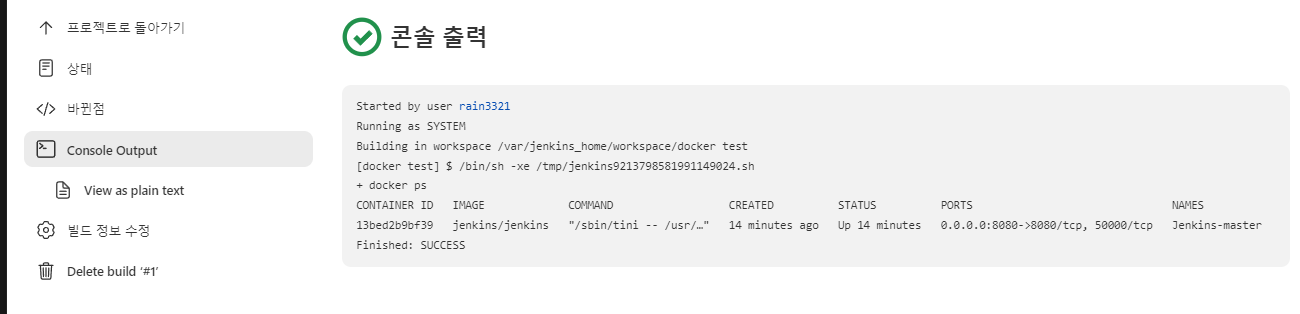 프로젝트로 돌아가기
상태
바뀐점
Console Output
View as plain text
빌드 정보 수정
Delete build ‘#1’
콘솔 출력
Started by user rain3321
Running as SYSTEM
Building in workspace /var/jenkins_home/workspace/docker test
[docker test] $ /bin/sh -xe /tmp/jenkins9213798581991149024.sh
+ docker ps
CONTAINER ID   IMAGE             COMMAND                  CREATED          STATUS          PORTS                               NAMES
13bed2b9bf39   jenkins/jenkins   "/sbin/tini -- /usr/…"   14 minutes ago   Up 14 minutes   0.0.0.0:8080->8080/tcp, 50000/tcp   Jenkins-master
Finished: SUCCESS